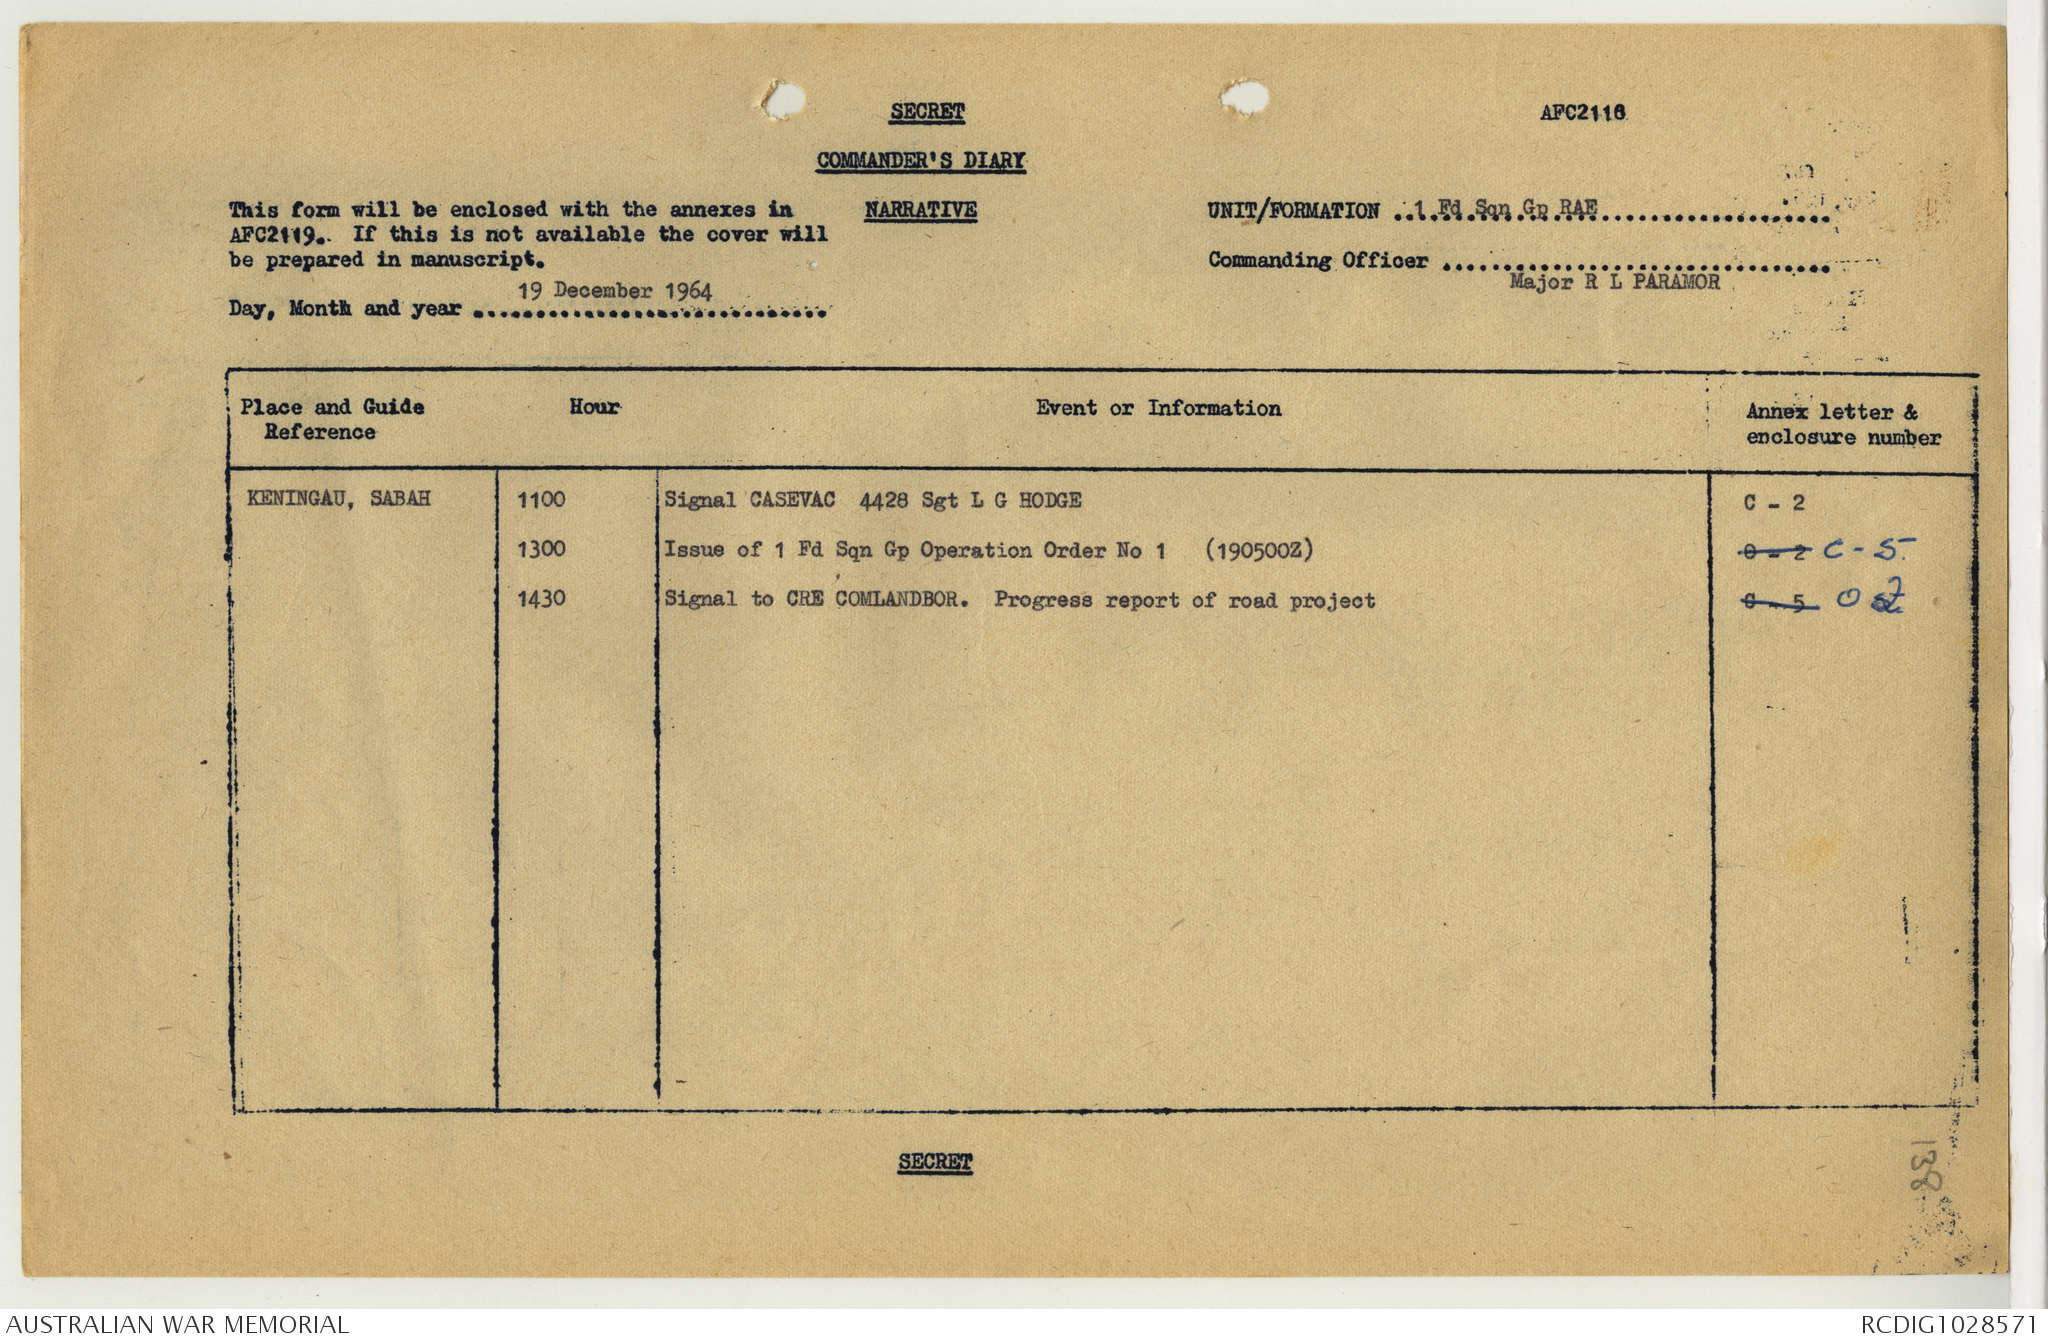 SECRET
AFC2118
COMMANDER'S DIARY
This form will be enclosed with the annexes in
AFC2119. If this is not available the cover will
be prepared in manuscript.
NARRATIVE
UNIT/FORMATION ..1 Fd Sqn Gp RAE....................
Commanding Officer ................................
Major R L PARAMOR
19 December 1964
Day, Month and year .............................
Place and Guide Reference
Hour
Event or Information
Annex letter & enclosure number
KENINGAU, SABAH 1100 Signal CASEVAC 4428 Sgt L G HODGE C - 2
1300 Issue of 1 Fd Sqn Gp Operation Order No 1 (190500Z) O - 2 C - 5.
1430 Signal to CRE COMLANDBOR. Progress report of road project C - 5 O 2
SECRET
138
AUSTRALIAN WAR MEMORIAL
RCDIG1028571